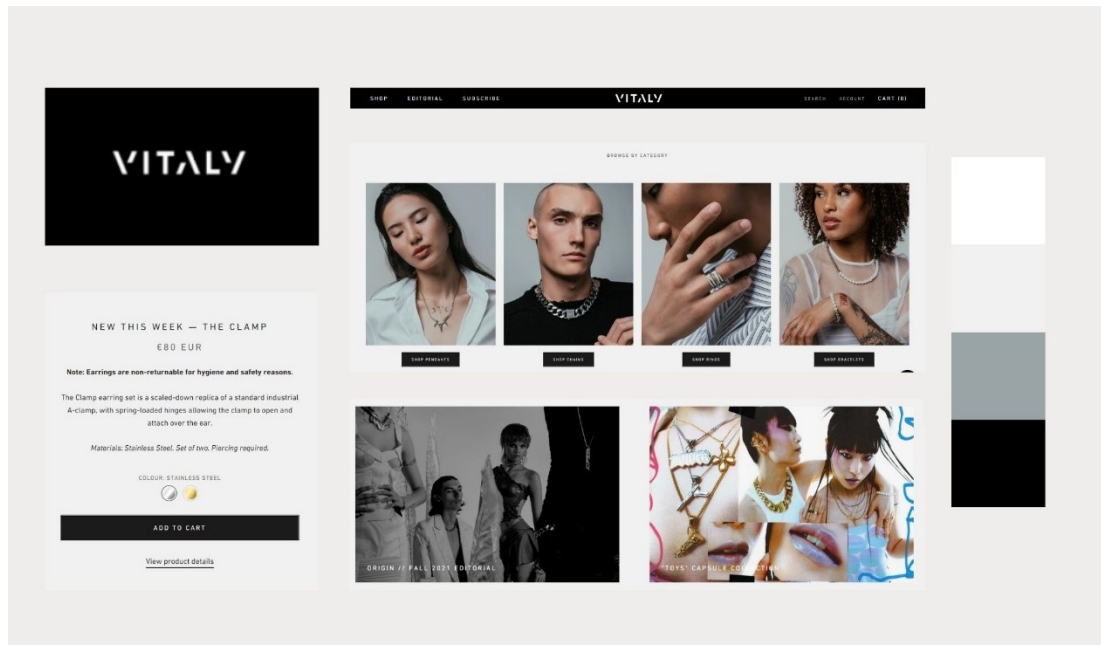 VITALY
SHOP EDITORIAL SUBSCRIBE
VITALY
SEARCH ACCOUNT CART (0)
BROWSE BY CATEGORY
SHOP PENDANTS
SHOP CHAINS
SHOP RINGS
SHOP BRACELETS
NEW THIS WEEK — THE CLAMP
€80 EUR
Note: Earrings are non-returnable for hygiene and safety reasons.
The Clamp earring set is a scaled-down replica of a standard industrial
A-clamp, with spring-loaded hinges allowing the clamp to open and
attach over the ear.
Materials: Stainless Steel. Set of two. Piercing required.
COLOUR: STAINLESS STEEL
ADD TO CART
View product details
ORIGIN // FALL 2021 EDITORIAL
"TOYS" CAPSULE COLLECTION